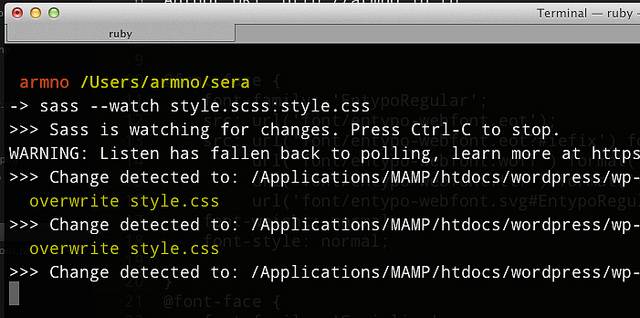 Terminal — ruby —
ruby
armno /Users/armno/sera
-> sass --watch style.scss:style.css
>>> Sass is watching for changes. Press Ctrl-C to stop.
WARNING: Listen has fallen back to polling, learn more at https
>>> Change detected to: /Applications/MAMP/htdocs/wordpress/wp-
overwrite style.css
>>> Change detected to: /Applications/MAMP/htdocs/wordpress/wp-
overwrite style.css
>>> Change detected to: /Applications/MAMP/htdocs/wordpress/wp-
21 @font-face {